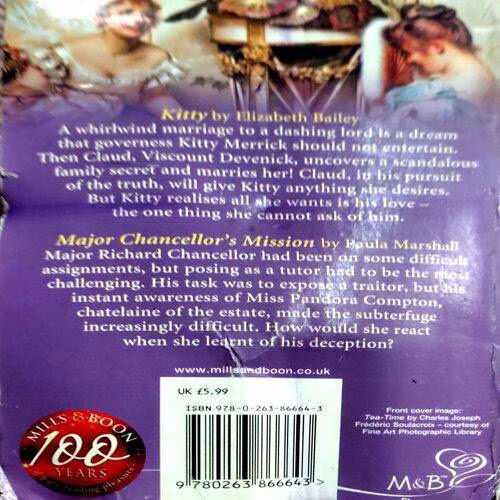 Kitty by Elizabeth Bailey
A whirlwind marriage to a dashing lord is a dream
that governess Kitty Merrick should not entertain.
Then Claud, Viscount Devenick, uncovers a scandalous
family secret and marries her! Claud, in his pursuit
of the truth, will give Kitty anything she desires.
But Kitty realises all she wants is his love –
the one thing she cannot ask of him.
Major Chancellor's Mission by Paula Marshall
Major Richard Chancellor had been on some difficult
assignments, but posing as a tutor had to be the most
challenging. His task was to expose a traitor, but his
instant awareness of Miss Pandora Compton,
chatelaine of the estate, made the subterfuge
increasingly difficult. How would she react
when she learnt of his deception?
www.millsandboon.co.uk
UK £5.99
ISBN 978-0-263-86664-3
9 780263 866643 >
MILLS & BOON
100
YEARS
reading pleasure
Front cover image:
Tea-Time by Charles Joseph
Frédéric Soulacroix – courtesy of
Fine Art Photographic Library
M&B